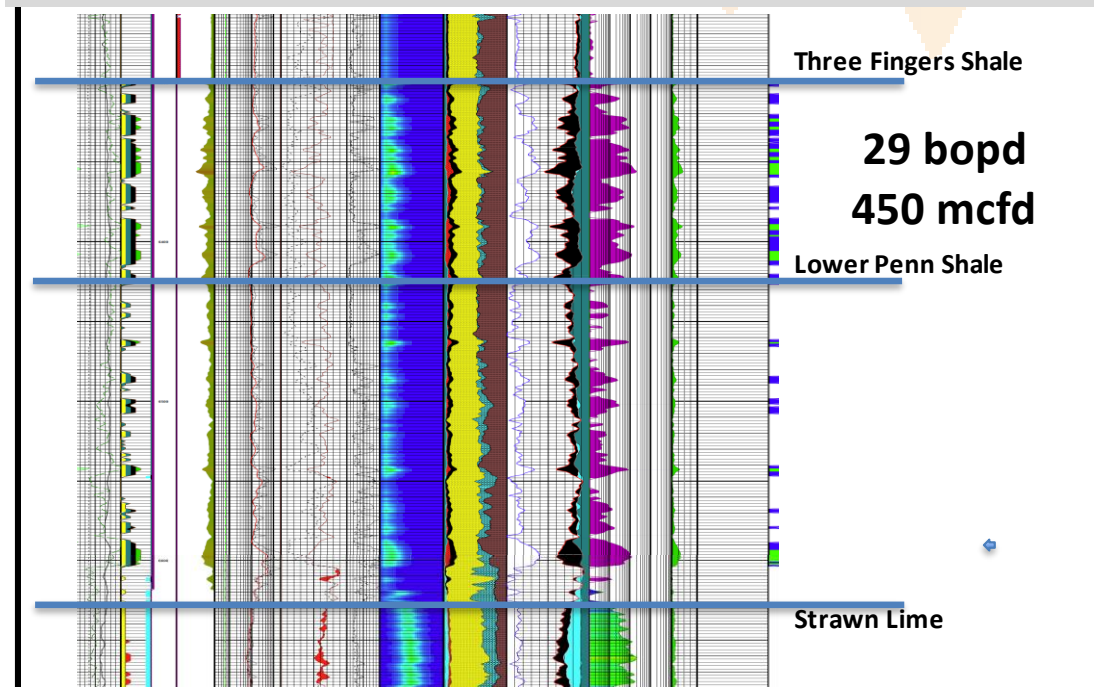 Three Fingers Shale
29 bopd
450 mcfd
Lower Penn Shale
Strawn Lime